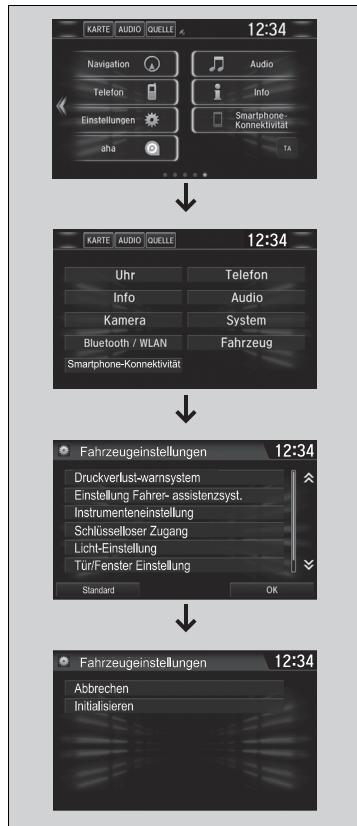 KARTE AUDIO QUELLE 12:34
Navigation Audio
Telefon Info
Einstellungen Smartphone-
Konnektivität
aha TA
KARTE AUDIO QUELLE 12:34
Uhr Telefon
Info Audio
Kamera System
Bluetooth / WLAN Fahrzeug
Smartphone-Konnektivität
Fahrzeugeinstellungen 12:34
Druckverlust-warnsystem
Einstellung Fahrer- assistenzsyst.
Instrumenteneinstellung
Schlüsselloser Zugang
Licht-Einstellung
Tür/Fenster Einstellung
Standard OK
Fahrzeugeinstellungen 12:34
Abbrechen
Initialisieren